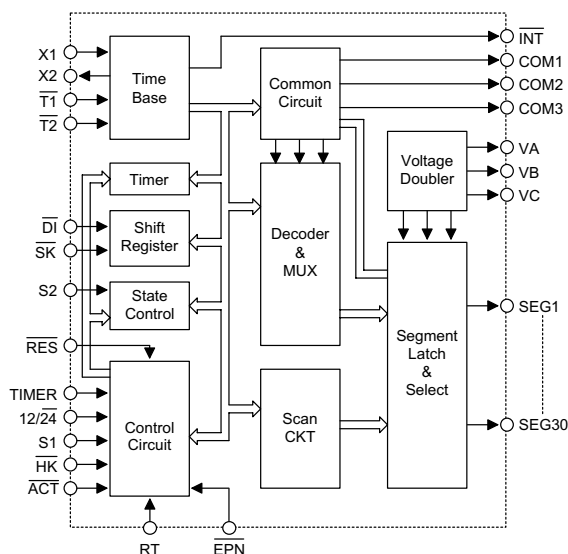 X1
X2
T1
T2
Time
Base
INT
COM1
COM2
COM3
Common
Circuit
Timer
Voltage
Doubler
VA
VB
VC
DI
SK
Shift
Register
Decoder
&
MUX
S2
State
Control
Segment
Latch
&
Select
SEG1
SEG30
RES
TIMER
12/24
S1
HK
ACT
Control
Circuit
Scan
CKT
RT
EPN